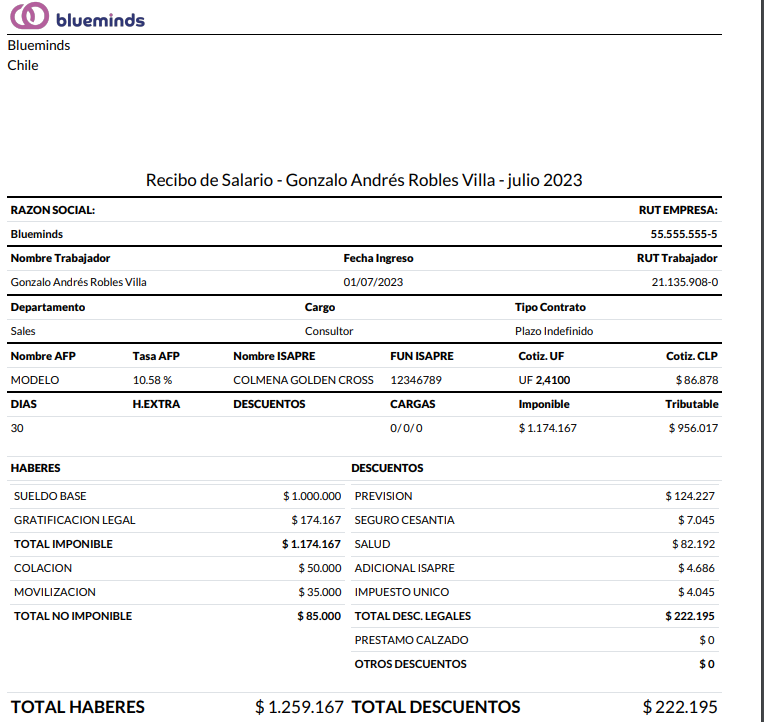 blueminds
Blueminds
Chile
Recibo de Salario - Gonzalo Andrés Robles Villa - julio 2023
RAZON SOCIAL: RUT EMPRESA:
Blueminds 55.555.555-5
Nombre Trabajador Fecha Ingreso RUT Trabajador
Gonzalo Andrés Robles Villa 01/07/2023 21.135.908-0
Departamento Cargo Tipo Contrato
Sales Consultor Plazo Indefinido
Nombre AFP Tasa AFP Nombre ISAPRE FUN ISAPRE Cotiz. UF Cotiz. CLP
MODELO 10.58 % COLMENA GOLDEN CROSS 12346789 UF 2,4100 $ 86.878
DIAS H.EXTRA DESCUENTOS CARGAS Imponible Tributable
30 0/ 0/ 0 $ 1.174.167 $ 956.017
HABERES DESCUENTOS
SUELDO BASE $ 1.000.000 PREVISION $ 124.227
GRATIFICACION LEGAL $ 174.167 SEGURO CESANTIA $ 7.045
TOTAL IMPONIBLE $ 1.174.167 SALUD $ 82.192
COLACION $ 50.000 ADICIONAL ISAPRE $ 4.686
MOVILIZACION $ 35.000 IMPUESTO UNICO $ 4.045
TOTAL NO IMPONIBLE $ 85.000 TOTAL DESC. LEGALES $ 222.195
PRESTAMO CALZADO $ 0
OTROS DESCUENTOS $ 0
TOTAL HABERES $ 1.259.167 TOTAL DESCUENTOS $ 222.195